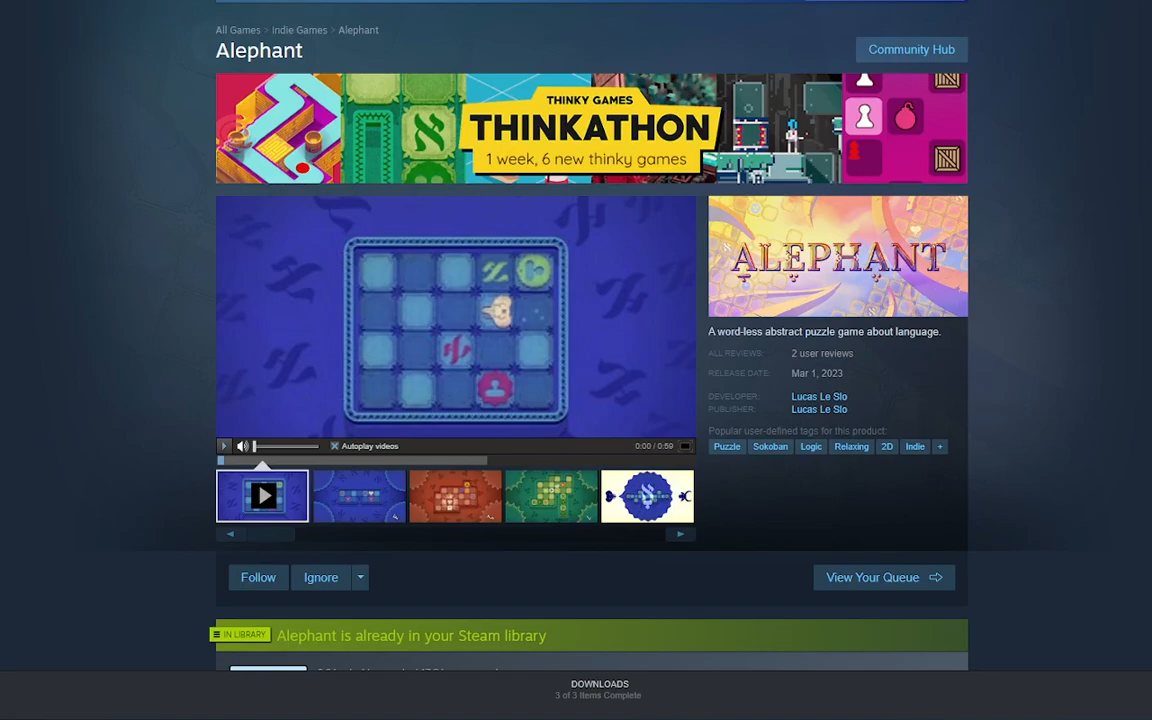 All Games > Indie Games > Alephant
Alephant
Community Hub
THINKY GAMES
THINKATHON
1 week, 6 new thinky games
ALEPHANT
A word-less abstract puzzle game about language.
ALL REVIEWS: 2 user reviews
RELEASE DATE: Mar 1, 2023
DEVELOPER: Lucas Le Slo
PUBLISHER: Lucas Le Slo
Popular user-defined tags for this product:
Puzzle Sokoban Logic Relaxing 2D Indie +
Autoplay videos 0:00 / 0:59
Follow Ignore View Your Queue
IN LIBRARY Alephant is already in your Steam library
DOWNLOADS
3 of 3 Items Complete